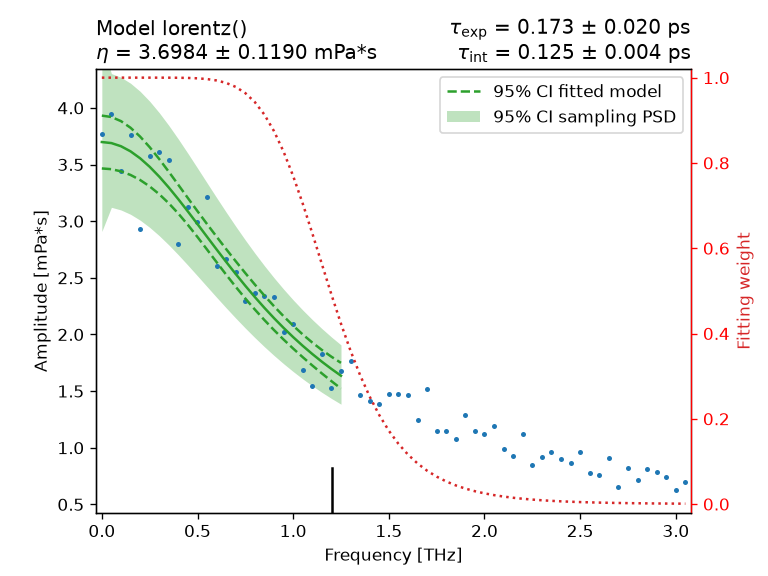 Model lorentz()
η = 3.6984 ± 0.1190 mPa*s
τexp = 0.173 ± 0.020 ps
τint = 0.125 ± 0.004 ps
95% CI fitted model
95% CI sampling PSD
Amplitude [mPa*s]
4.0
3.5
3.0
2.5
2.0
1.5
1.0
0.5
1.0
0.8
0.6
0.4
0.2
0.0
Fitting weight
0.0 0.5 1.0 1.5 2.0 2.5 3.0
Frequency [THz]